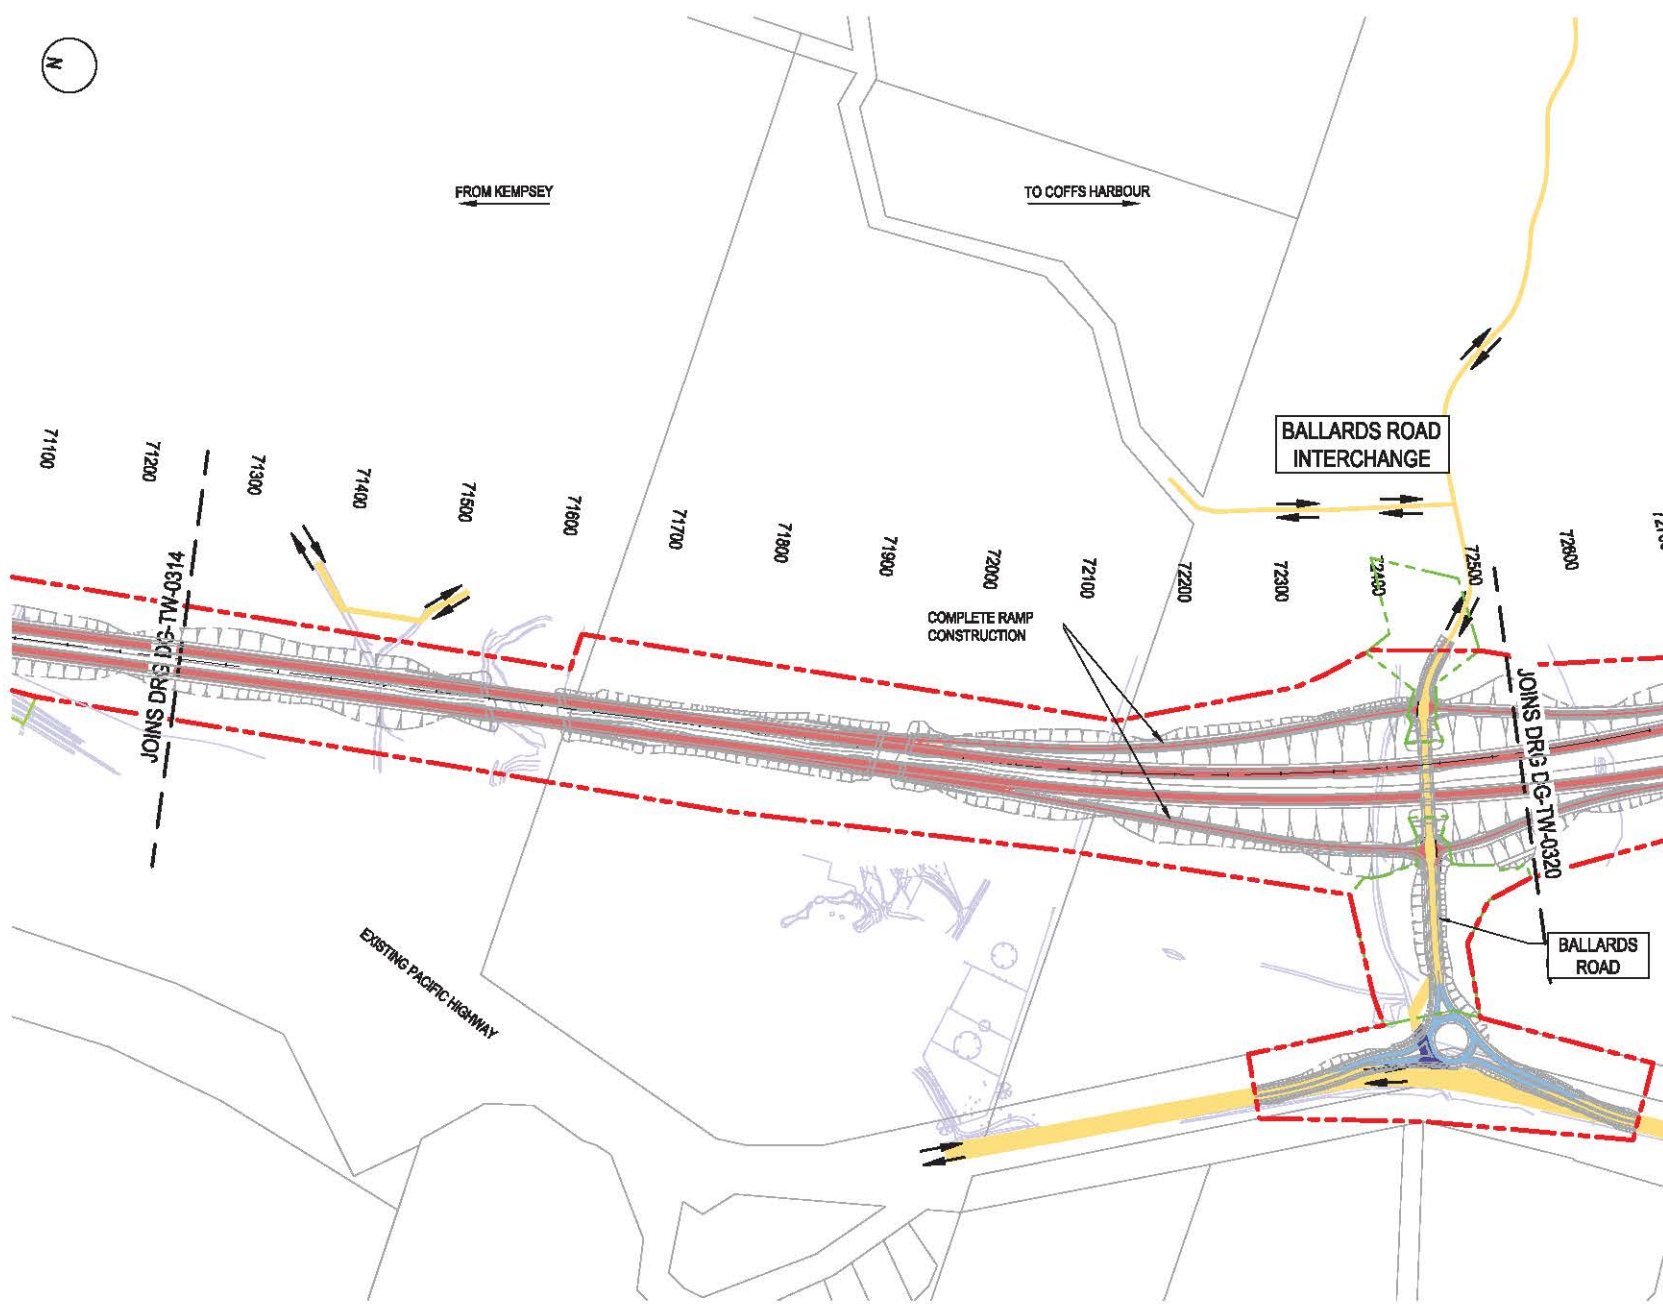 N
FROM KEMPSEY
TO COFFS HARBOUR
BALLARDS ROAD
INTERCHANGE
71100
71200
71300
71400
71500
71600
71700
71800
71900
72000
72100
72200
72300
72400
72500
72600
JOINS DRG DG-TW-0314
COMPLETE RAMP
CONSTRUCTION
JOINS DRG DG-TW-0320
EXISTING PACIFIC HIGHWAY
BALLARDS
ROAD